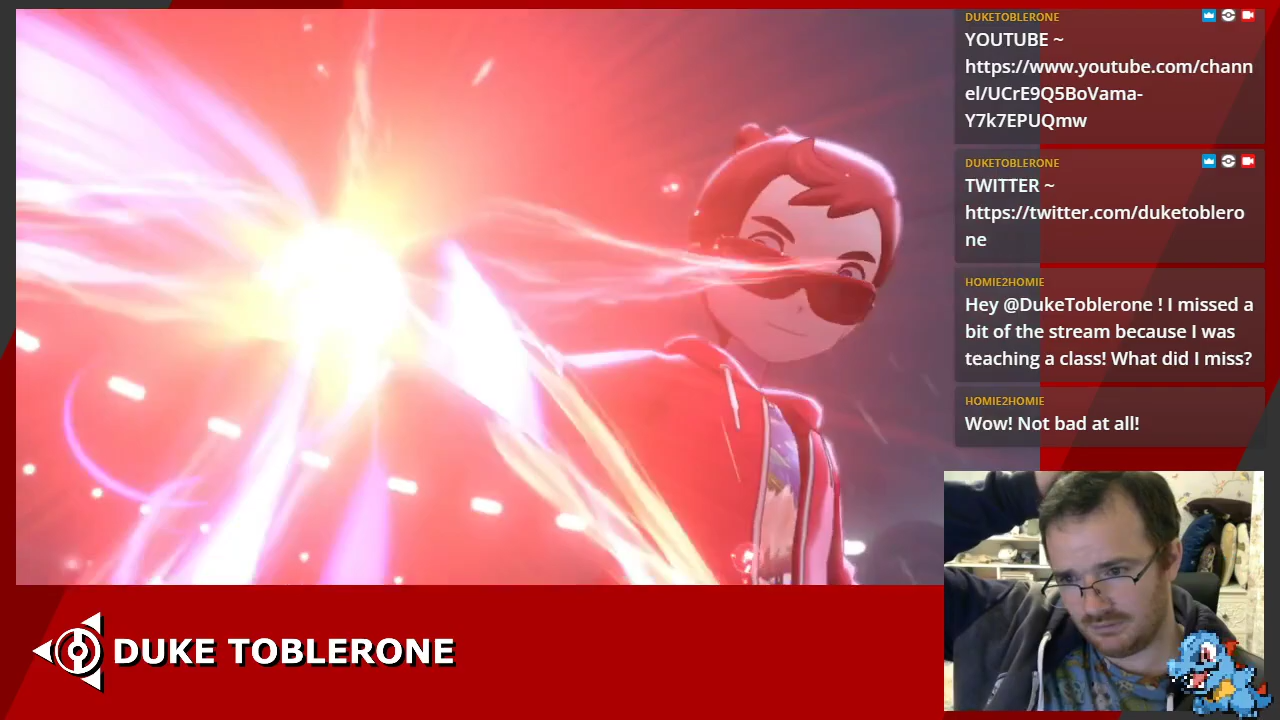 DUKETOBLERONE
YOUTUBE ~
https://www.youtube.com/chann
el/UCrE9Q5BoVama-
Y7k7EPUQmw
DUKETOBLERONE
TWITTER ~
https://twitter.com/duketoblero
ne
HOMIE2HOMIE
Hey @DukeToblerone ! I missed a
bit of the stream because I was
teaching a class! What did I miss?
HOMIE2HOMIE
Wow! Not bad at all!
DUKE TOBLERONE